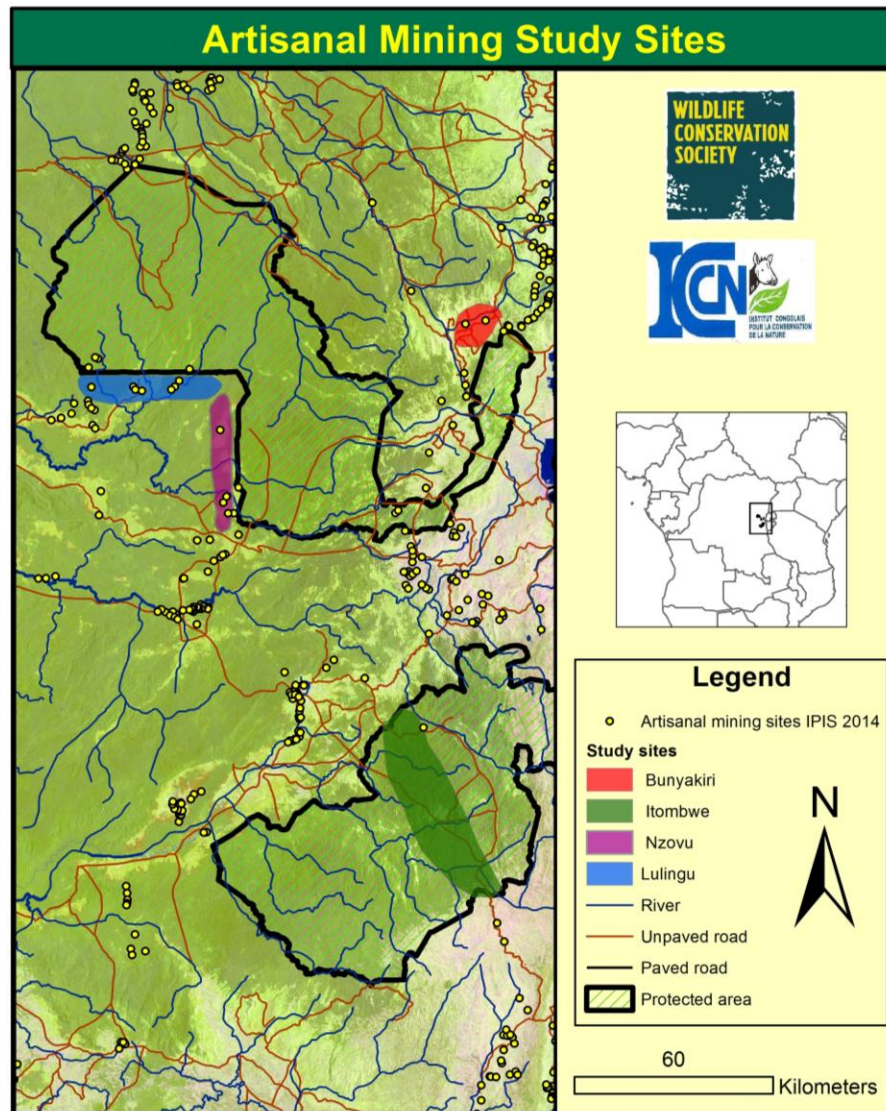 Artisanal Mining Study Sites
WILDLIFE
CONSERVATION
SOCIETY
ICCN
INSTITUT CONGOLAIS
POUR LA CONSERVATION
DE LA NATURE
Legend
Artisanal mining sites IPIS 2014
Study sites
Bunyakiri
Itombwe
Nzovu
Lulingu
River
Unpaved road
Paved road
Protected area
N
60
Kilometers